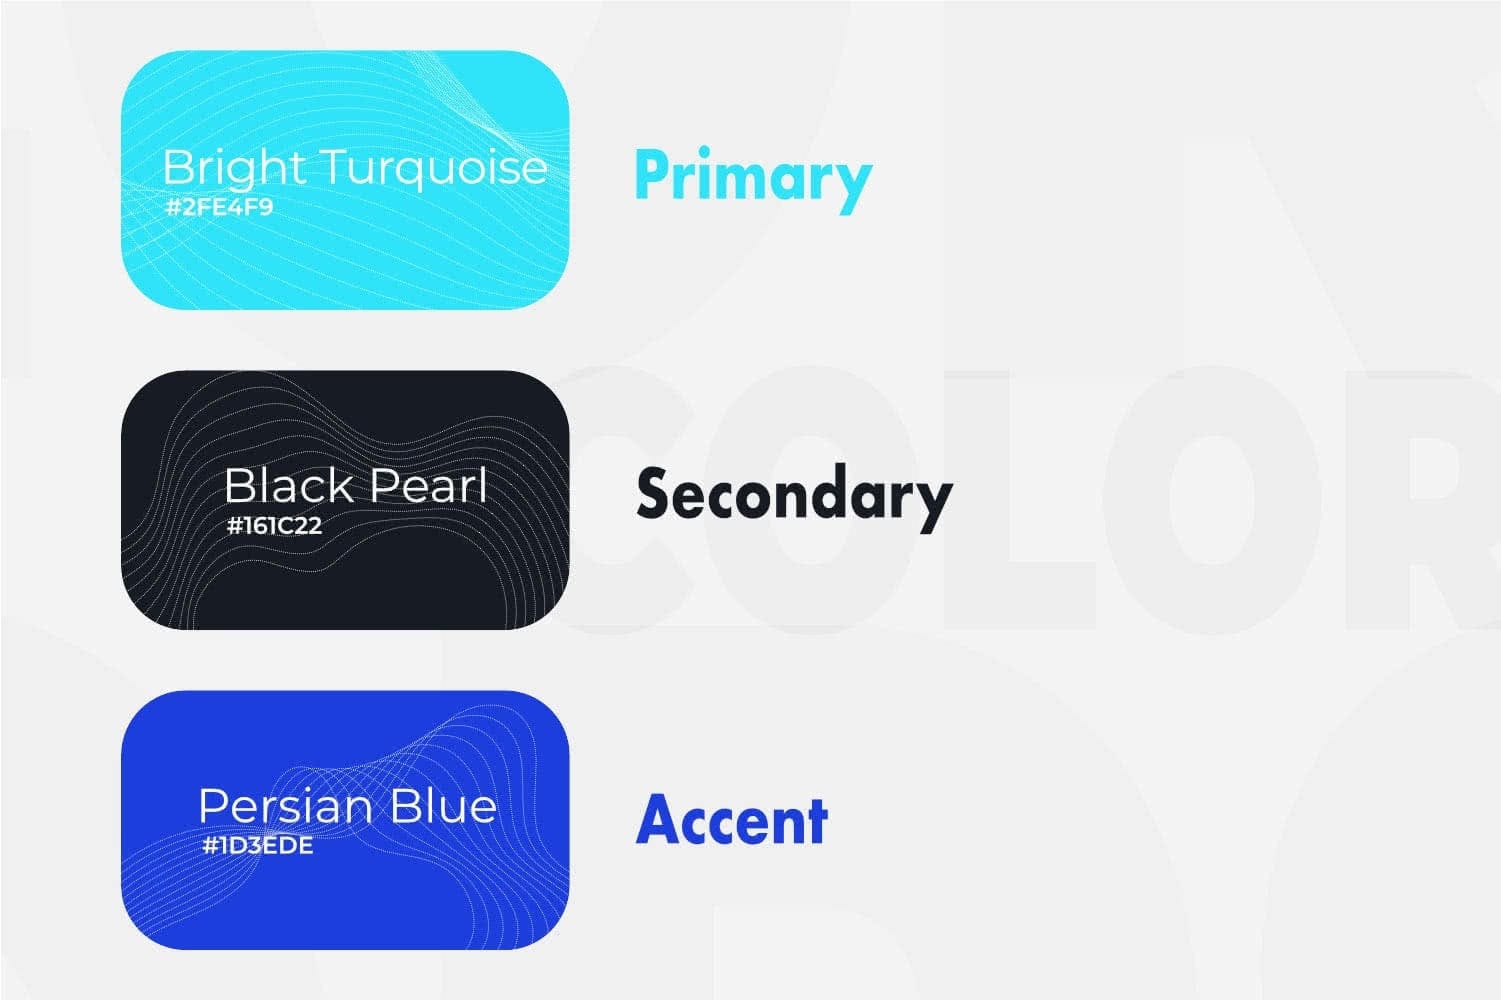 Bright Turquoise
#2FE4F9
Primary
Black Pearl
#161C22
Secondary
COLOR
Persian Blue
#1D3EDE
Accent